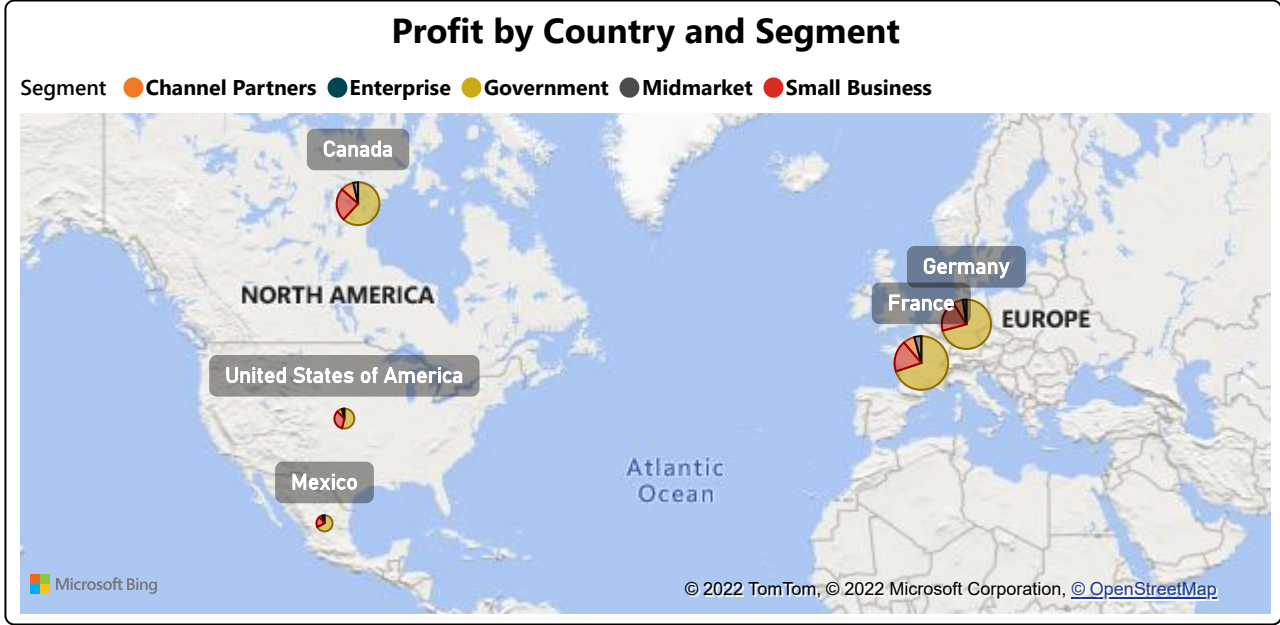 Profit by Country and Segment
Segment Channel Partners Enterprise Government Midmarket Small Business
Canada
Germany
France
NORTH AMERICA
EUROPE
United States of America
Atlantic
Ocean
Mexico
Microsoft Bing
© 2022 TomTom, © 2022 Microsoft Corporation, © OpenStreetMap